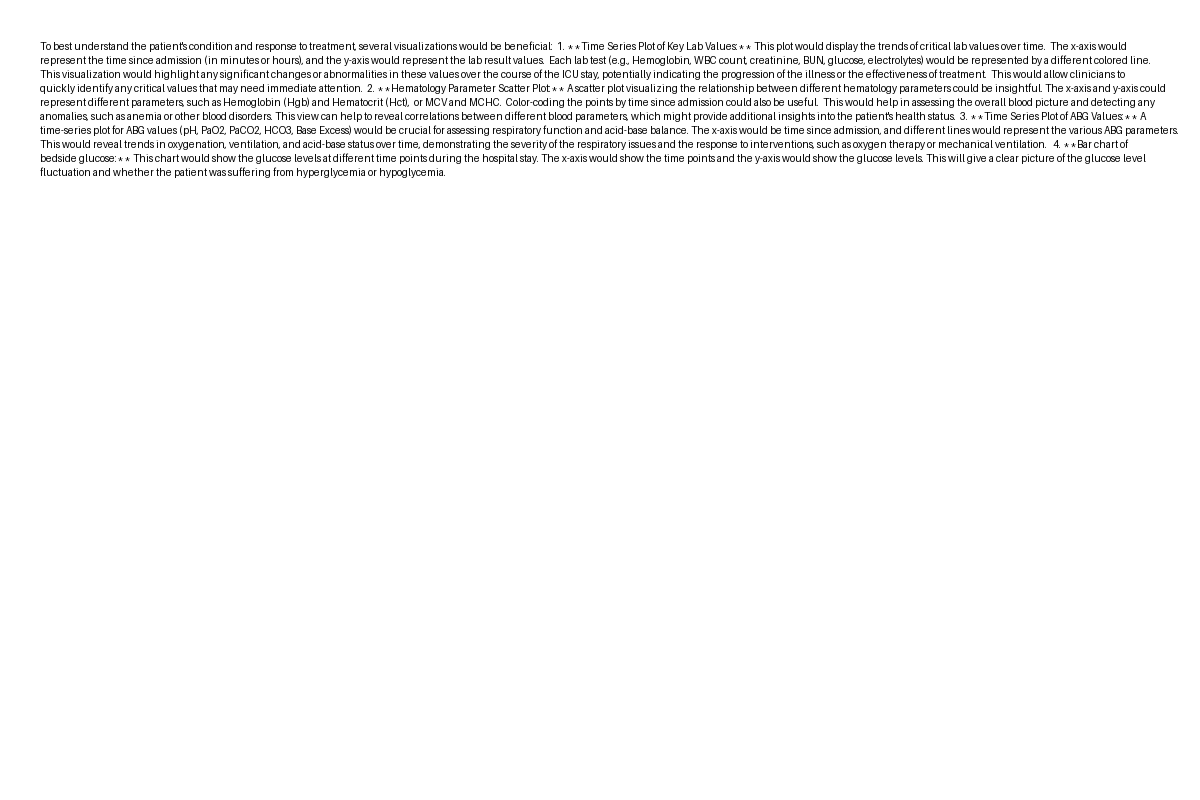 To best understand the patient's condition and response to treatment, several visualizations would be beneficial:  1. **Time Series Plot of Key Lab Values:** This plot would display the trends of critical lab values over time.  The x-axis would
represent the time since admission (in minutes or hours), and the y-axis would represent the lab result values.  Each lab test (e.g., Hemoglobin, WBC count, creatinine, BUN, glucose, electrolytes) would be represented by a different colored line.
This visualization would highlight any significant changes or abnormalities in these values over the course of the ICU stay, potentially indicating the progression of the illness or the effectiveness of treatment.  This would allow clinicians to
quickly identify any critical values that may need immediate attention.  2. **Hematology Parameter Scatter Plot:** A scatter plot visualizing the relationship between different hematology parameters could be insightful.  The x-axis and y-axis could
represent different parameters, such as Hemoglobin (Hgb) and Hematocrit (Hct),  or MCV and MCHC.  Color-coding the points by time since admission could also be useful.  This would help in assessing the overall blood picture and detecting any
anomalies, such as anemia or other blood disorders. This view can help to reveal correlations between different blood parameters, which might provide additional insights into the patient's health status.  3. **Time Series Plot of ABG Values:** A
time-series plot for ABG values (pH, PaO2, PaCO2, HCO3, Base Excess) would be crucial for assessing respiratory function and acid-base balance. The x-axis would be time since admission, and different lines would represent the various ABG parameters.
This would reveal trends in oxygenation, ventilation, and acid-base status over time, demonstrating the severity of the respiratory issues and the response to interventions, such as oxygen therapy or mechanical ventilation.   4. **Bar chart of
bedside glucose:** This chart would show the glucose levels at different time points during the hospital stay. The x-axis would show the time points and the y-axis would show the glucose levels. This will give a clear picture of the glucose level
fluctuation and whether the patient was suffering from hyperglycemia or hypoglycemia.